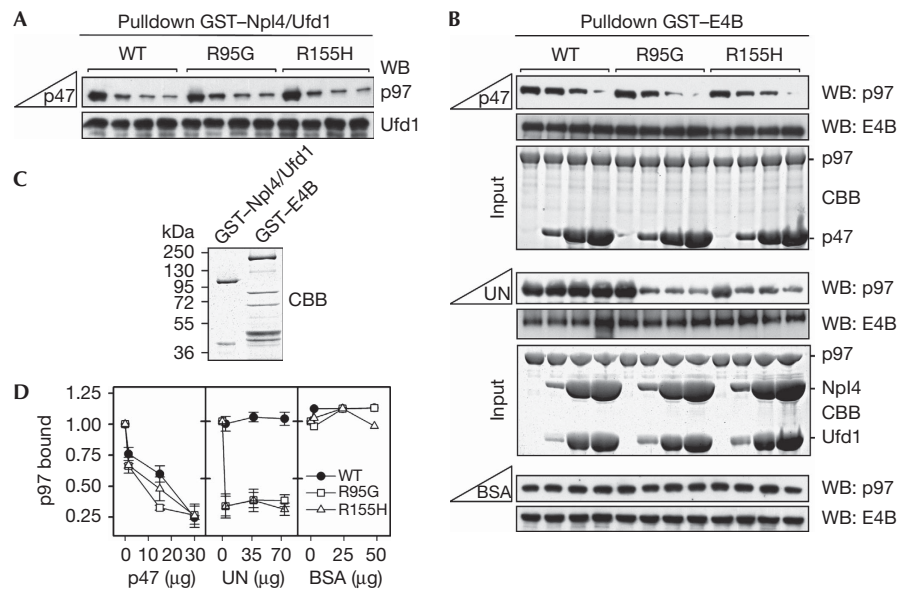 A
Pulldown GST–Npl4/Ufd1
WT R95G R155H WB
p47 p97
Ufd1
B
Pulldown GST–E4B
WT R95G R155H
p47 WB: p97
WB: E4B
Input
p97
CBB
p47
UN WB: p97
WB: E4B
Input
p97
Npl4
CBB
Ufd1
BSA WB: p97
WB: E4B
C
GST–Npl4/Ufd1
GST–E4B
kDa
250
130
95
72
55
36
CBB
D
p97 bound
1.25
1.00
0.75
0.50
0.25
WT
R95G
R155H
0 10 20 30 0 35 70 0 25 50
p47 (µg) UN (µg) BSA (µg)